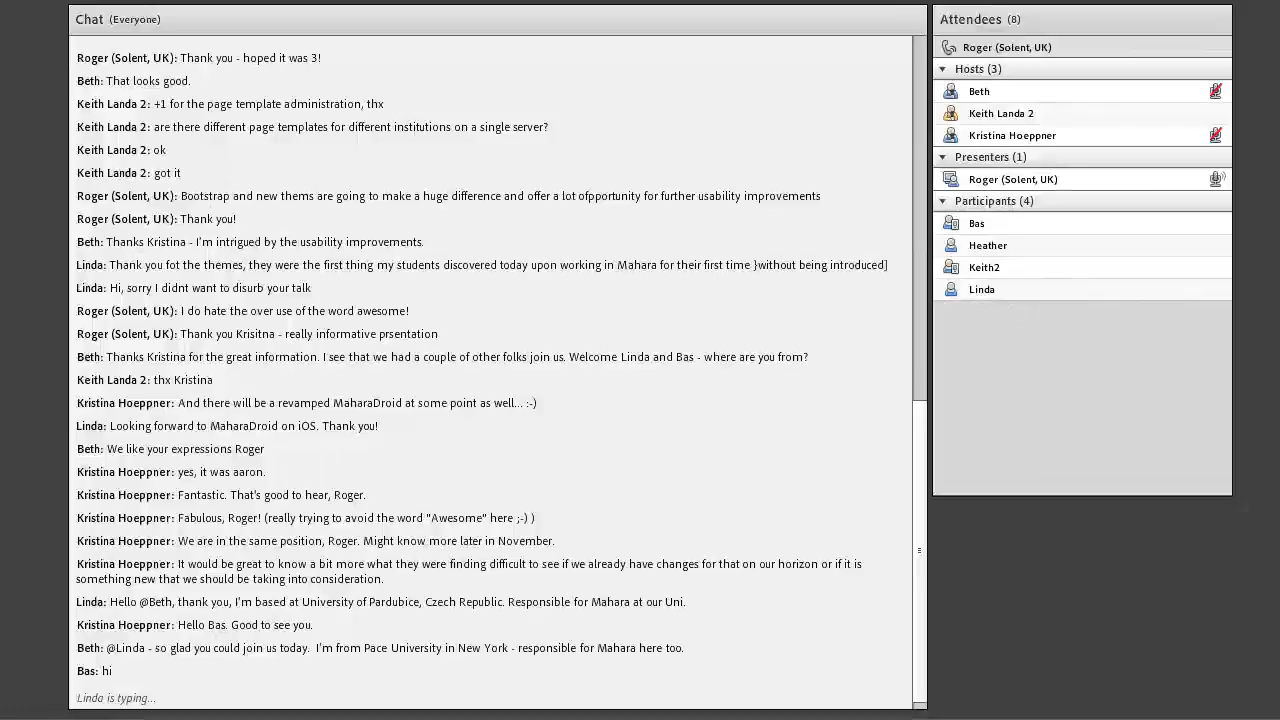 Chat (Everyone)
Roger (Solent, UK): Thank you - hoped it was 3!
Beth: That looks good.
Keith Landa 2: +1 for the page template administration, thx
Keith Landa 2: are there different page templates for different institutions on a single server?
Keith Landa 2: ok
Keith Landa 2: got it
Roger (Solent, UK): Bootstrap and new thems are going to make a huge difference and offer a lot ofpportunity for further usability improvements
Roger (Solent, UK): Thank you!
Beth: Thanks Kristina - I'm intrigued by the usability improvements.
Linda: Thank you fot the themes, they were the first thing my students discovered today upon working in Mahara for their first time }without being introduced]
Linda: Hi, sorry I didnt want to disurb your talk
Roger (Solent, UK): I do hate the over use of the word awesome!
Roger (Solent, UK): Thank you Krisitna - really informative prsentation
Beth: Thanks Kristina for the great information. I see that we had a couple of other folks join us. Welcome Linda and Bas - where are you from?
Keith Landa 2: thx Kristina
Kristina Hoeppner: And there will be a revamped MaharaDroid at some point as well... :-)
Linda: Looking forward to MaharaDroid on iOS. Thank you!
Beth: We like your expressions Roger
Kristina Hoeppner: yes, it was aaron.
Kristina Hoeppner: Fantastic. That's good to hear, Roger.
Kristina Hoeppner: Fabulous, Roger! (really trying to avoid the word "Awesome" here ;-) )
Kristina Hoeppner: We are in the same position, Roger. Might know more later in November.
Kristina Hoeppner: It would be great to know a bit more what they were finding difficult to see if we already have changes for that on our horizon or if it is
something new that we should be taking into consideration.
Linda: Hello @Beth, thank you, I'm based at University of Pardubice, Czech Republic. Responsible for Mahara at our Uni.
Kristina Hoeppner: Hello Bas. Good to see you.
Beth: @Linda - so glad you could join us today.  I'm from Pace University in New York - responsible for Mahara here too.
Bas: hi
Linda is typing...
Attendees (8)
Roger (Solent, UK)
Hosts (3)
Beth
Keith Landa 2
Kristina Hoeppner
Presenters (1)
Roger (Solent, UK)
Participants (4)
Bas
Heather
Keith2
Linda